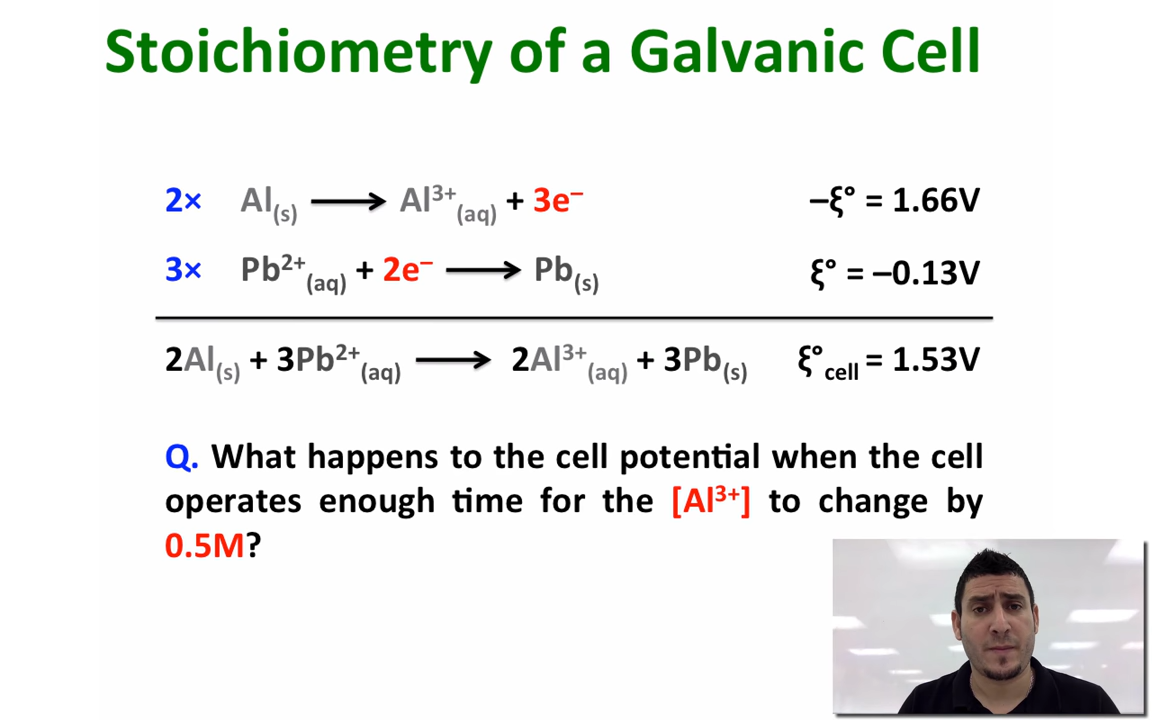 Stoichiometry of a Galvanic Cell
2× Al(s) ⟶ Al³⁺(aq) + 3e⁻ –ξ° = 1.66V
3× Pb²⁺(aq) + 2e⁻ ⟶ Pb(s) ξ° = –0.13V
2Al(s) + 3Pb²⁺(aq) ⟶ 2Al³⁺(aq) + 3Pb(s) ξ°cell = 1.53V
Q. What happens to the cell potential when the cell
operates enough time for the [Al³⁺] to change by
0.5M?